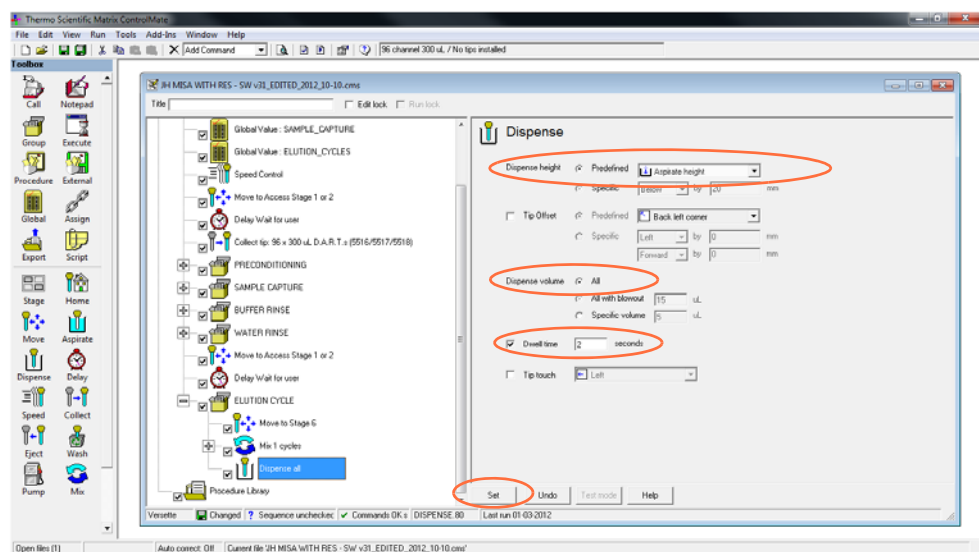 Thermo Scientific Matrix ControlMate
File Edit View Run Tools Add-Ins Window Help
Add Command
96 channel 300 uL / No tips installed
Toolbox
Call Notepad
Group Execute
Procedure External
Global Assign
Export Script
Stage Home
Move Aspirate
Dispense Delay
Speed Collect
Eject Wash
Pump Mix
JH MISA WITH RES - SW v31_EDITED_2012_10-10.cms
Title
Edit lock Run lock
Global Value : SAMPLE_CAPTURE
Global Value : ELUTION_CYCLES
Speed Control
Move to Access Stage 1 or 2
Delay Wait for user
Collect tip: 96 x 300 uL D.A.R.T.s (5516/5517/5518)
PRECONDITIONING
SAMPLE CAPTURE
BUFFER RINSE
WATER RINSE
Move to Access Stage 1 or 2
Delay Wait for user
ELUTION CYCLE
Move to Stage 6
Mix 1 cycles
Dispense all
Procedure Library
Dispense
Dispense height Predefined Aspirate height
Specific Below by 20 mm
Tip Offset Predefined Back left corner
Specific Left by 0 mm
Forward by 0 mm
Dispense volume All
All with blowout 15 uL
Specific volume 5 uL
Dwell time 2 seconds
Tip touch Left
Set Undo Test mode Help
Versette Changed ? Sequence unchecked Commands OK s DISPENSE.80 Last run 01-03-2012
Open files (1) Auto correct: Off Current file 'JH MISA WITH RES - SW v31_EDITED_2012_10-10.cms'